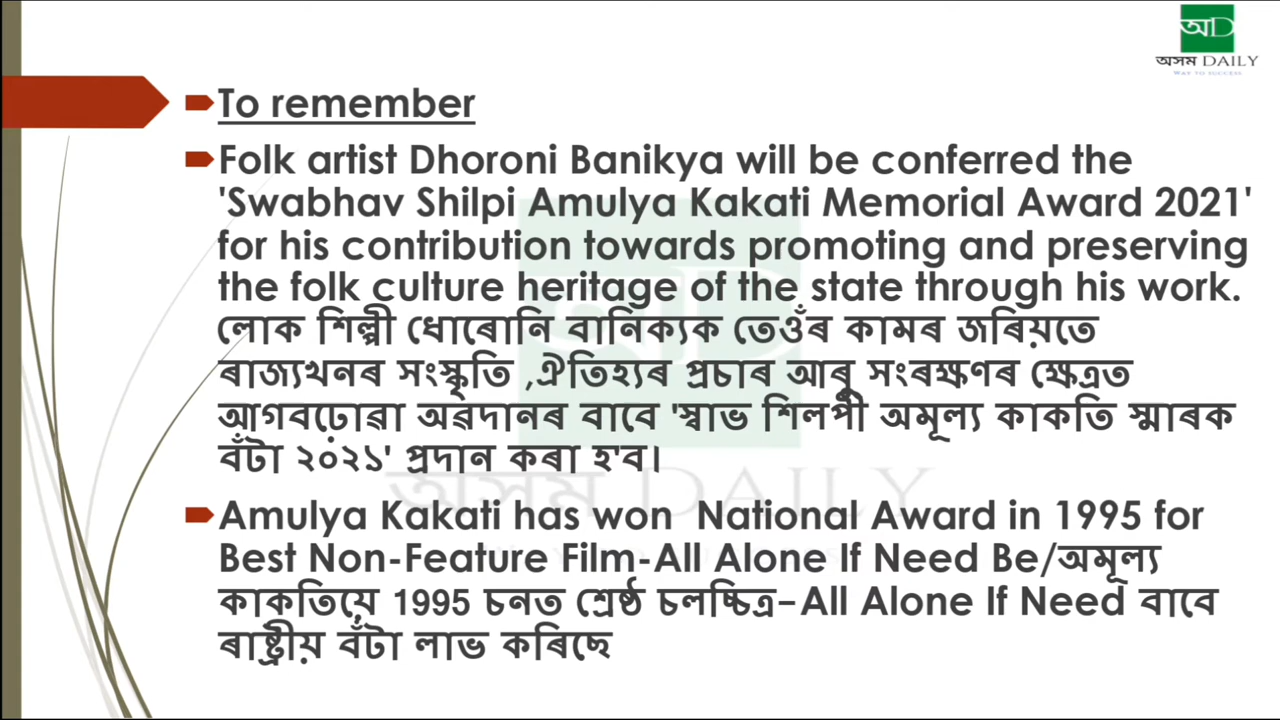 অD
অসম DAILY
WAY TO SUCCESS
To remember
Folk artist Dhoroni Banikya will be conferred the
'Swabhav Shilpi Amulya Kakati Memorial Award 2021'
for his contribution towards promoting and preserving
the folk culture heritage of the state through his work.
লোক শিল্পী ধোৰোনি বানিক্যক তেওঁৰ কামৰ জৰিয়তে
ৰাজ্যখনৰ সংস্কৃতি ,ঐতিহ্যৰ প্ৰচাৰ আৰু সংৰক্ষণৰ ক্ষেত্ৰত
আগবঢ়োৱা অৱদানৰ বাবে 'স্বাভ শিলপী অমূল্য কাকতি স্মাৰক
বঁটা ২০২১' প্ৰদান কৰা হ'ব।
Amulya Kakati has won  National Award in 1995 for
Best Non-Feature Film-All Alone If Need Be/অমূল্য
কাকতিয়ে 1995 চনত শ্ৰেষ্ঠ চলচ্চিত্ৰ–All Alone If Need বাবে
ৰাষ্ট্ৰীয় বঁটা লাভ কৰিছে